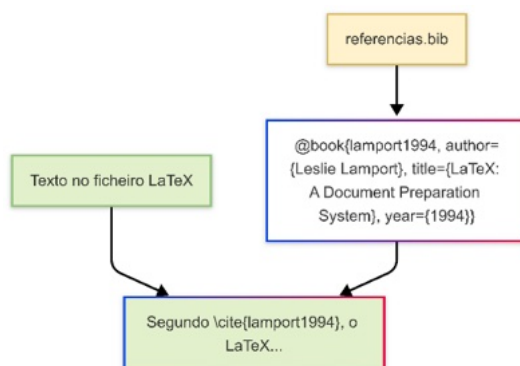 referencias.bib
@book{lamport1994, author=
{Leslie Lamport}, title={LaTeX:
A Document Preparation
System}, year={1994}}
Texto no ficheiro LaTeX
Segundo \cite{lamport1994}, o
LaTeX...